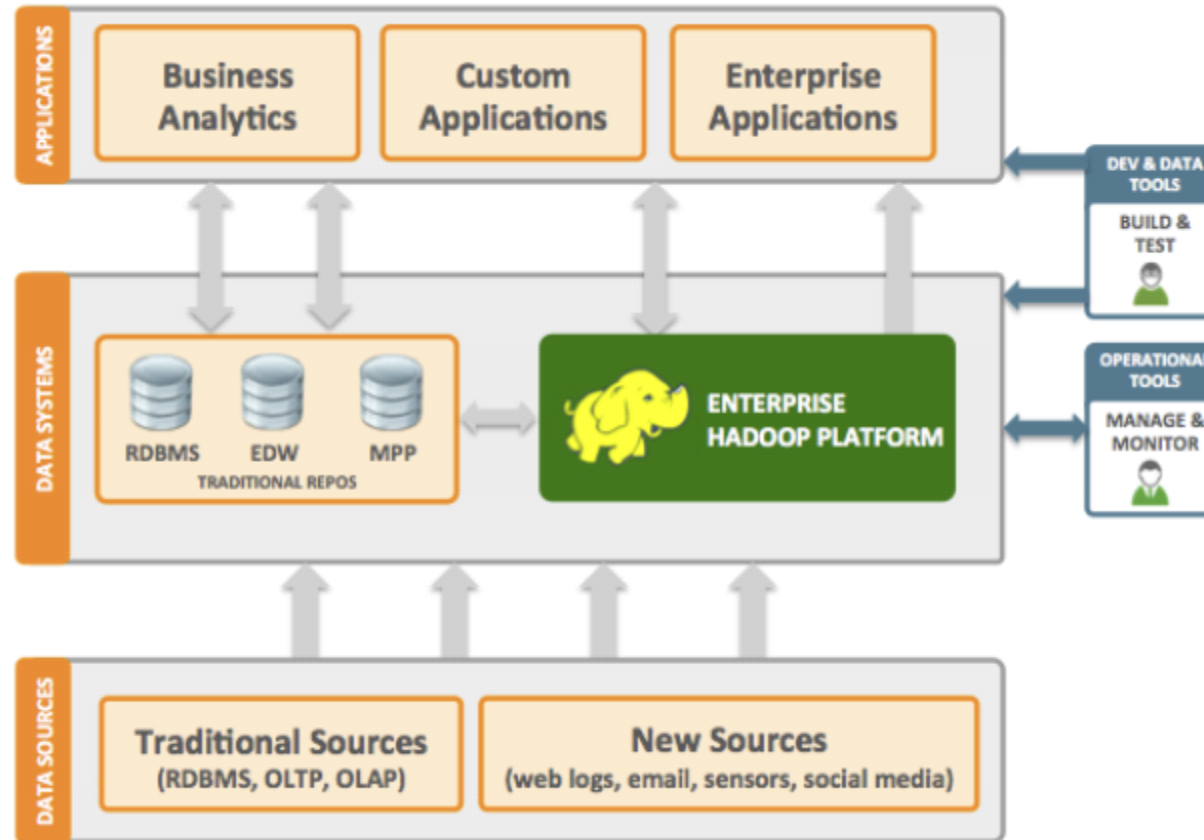 APPLICATIONS
Business
Analytics
Custom
Applications
Enterprise
Applications
DEV & DATA
TOOLS
BUILD &
TEST
DATA SYSTEMS
RDBMS
EDW
MPP
TRADITIONAL REPOS
ENTERPRISE
HADOOP PLATFORM
OPERATIONAL
TOOLS
MANAGE &
MONITOR
DATA SOURCES
Traditional Sources
(RDBMS, OLTP, OLAP)
New Sources
(web logs, email, sensors, social media)